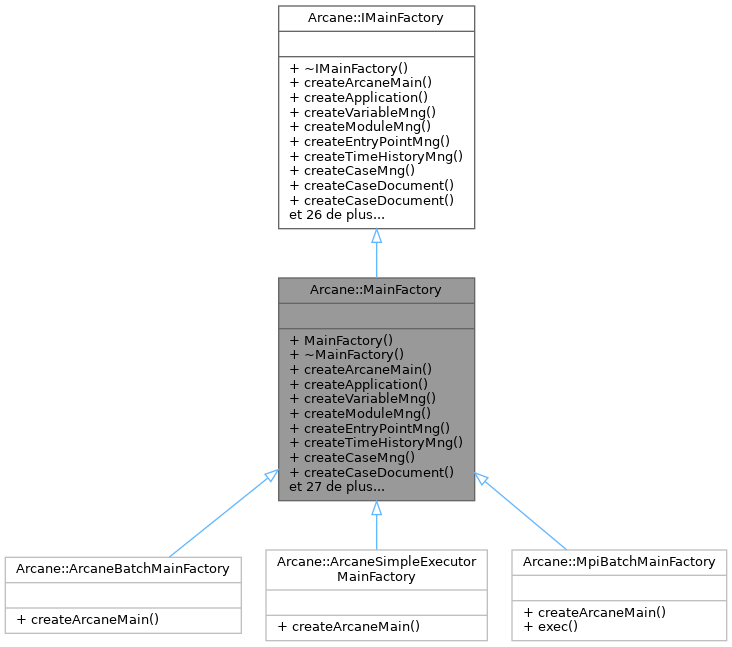 Arcane::IMainFactory
+ ~IMainFactory()
+ createArcaneMain()
+ createApplication()
+ createVariableMng()
+ createModuleMng()
+ createEntryPointMng()
+ createTimeHistoryMng()
+ createCaseMng()
+ createCaseDocument()
+ createCaseDocument()
et 26 de plus...
Arcane::MainFactory
+ MainFactory()
+ ~MainFactory()
+ createArcaneMain()
+ createApplication()
+ createVariableMng()
+ createModuleMng()
+ createEntryPointMng()
+ createTimeHistoryMng()
+ createCaseMng()
+ createCaseDocument()
et 27 de plus...
Arcane::ArcaneBatchMainFactory
+ createArcaneMain()
Arcane::ArcaneSimpleExecutor
MainFactory
+ createArcaneMain()
Arcane::MpiBatchMainFactory
+ createArcaneMain()
+ exec()